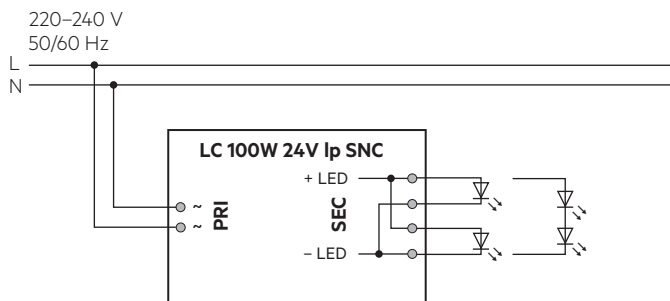 220–240 V
50/60 Hz
L
N
LC 100W 24V lp SNC
+ LED
~
PRI
~
SEC
– LED